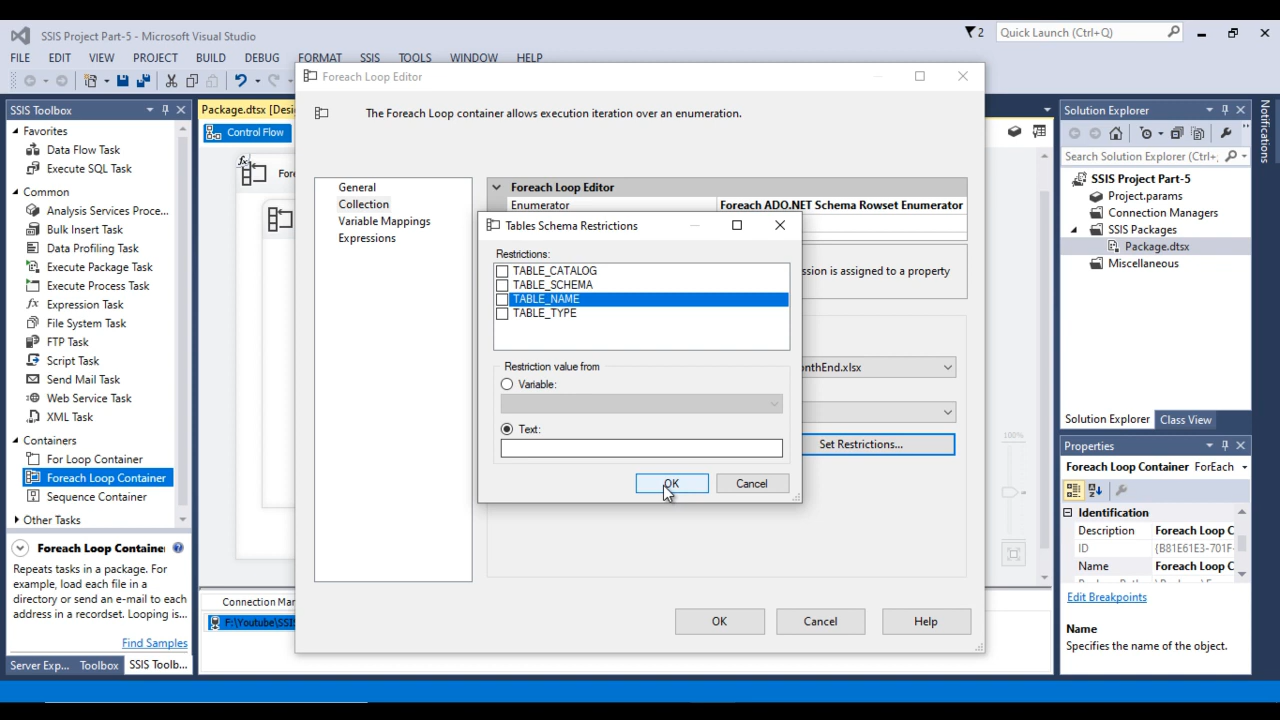 SSIS Project Part-5 - Microsoft Visual Studio
2
Quick Launch (Ctrl+Q)
FILE EDIT VIEW PROJECT BUILD DEBUG FORMAT SSIS TOOLS WINDOW HELP
SSIS Toolbox
Favorites
Data Flow Task
Execute SQL Task
Common
Analysis Services Proce...
Bulk Insert Task
Data Profiling Task
Execute Package Task
Execute Process Task
Expression Task
File System Task
FTP Task
Script Task
Send Mail Task
Web Service Task
XML Task
Containers
For Loop Container
Foreach Loop Container
Sequence Container
Other Tasks
Foreach Loop Container
Repeats tasks in a package. For
example, load each file in a
directory or send an e-mail to each
address in a recordset. Looping is...
Find Samples
Server Exp... Toolbox SSIS Toolb...
Package.dtsx [Desi
Control Flow
Fore
Connection Mar
F:\Youtube\SSIS
100%
Foreach Loop Editor
The Foreach Loop container allows execution iteration over an enumeration.
General
Collection
Variable Mappings
Expressions
Foreach Loop Editor
Enumerator Foreach ADO.NET Schema Rowset Enumerator
ssion is assigned to a property
onthEnd.xlsx
Set Restrictions...
OK Cancel Help
Tables Schema Restrictions
Restrictions:
TABLE_CATALOG
TABLE_SCHEMA
TABLE_NAME
TABLE_TYPE
Restriction value from
Variable:
Text:
OK Cancel
Solution Explorer
Search Solution Explorer (Ctrl+;
SSIS Project Part-5
Project.params
Connection Managers
SSIS Packages
Package.dtsx
Miscellaneous
Solution Explorer Class View
Properties
Foreach Loop Container ForEach
Identification
Description Foreach Loop C
ID {B81E61E3-701F-
Name Foreach Loop C
Edit Breakpoints
Name
Specifies the name of the object.
Notifications